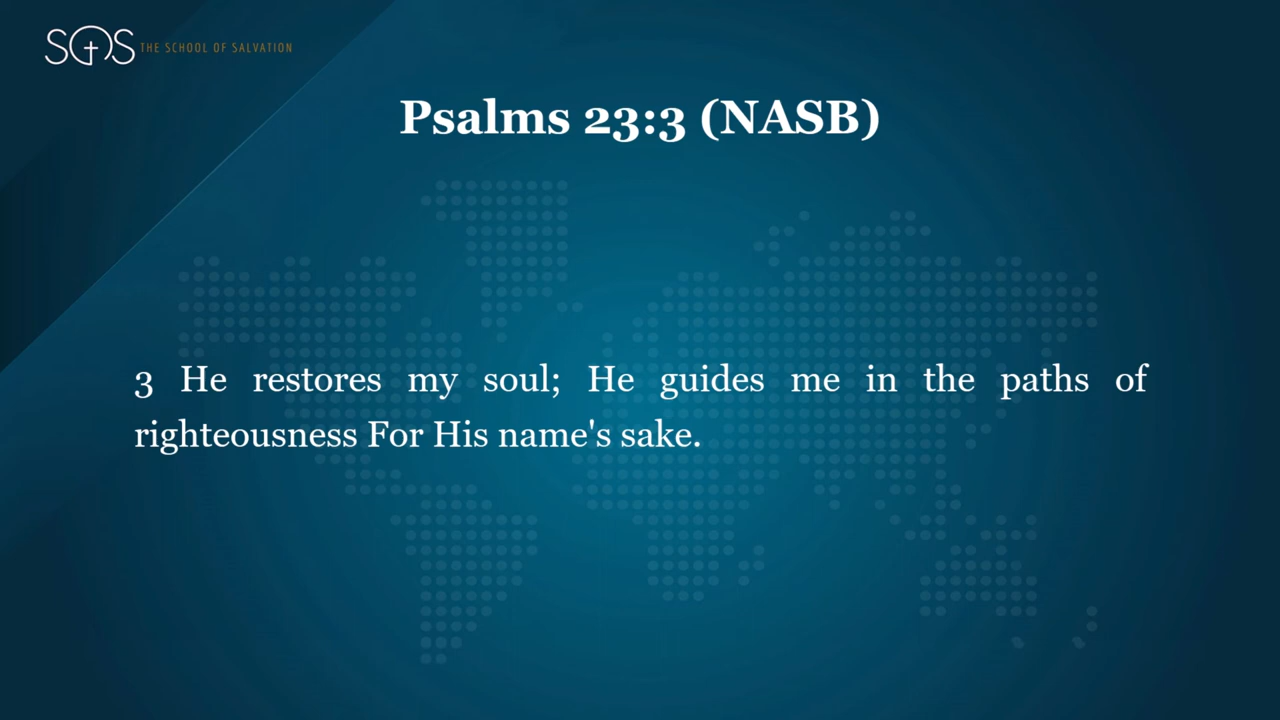 SOS THE SCHOOL OF SALVATION
Psalms 23:3 (NASB)
3 He restores my soul; He guides me in the paths of
righteousness For His name's sake.